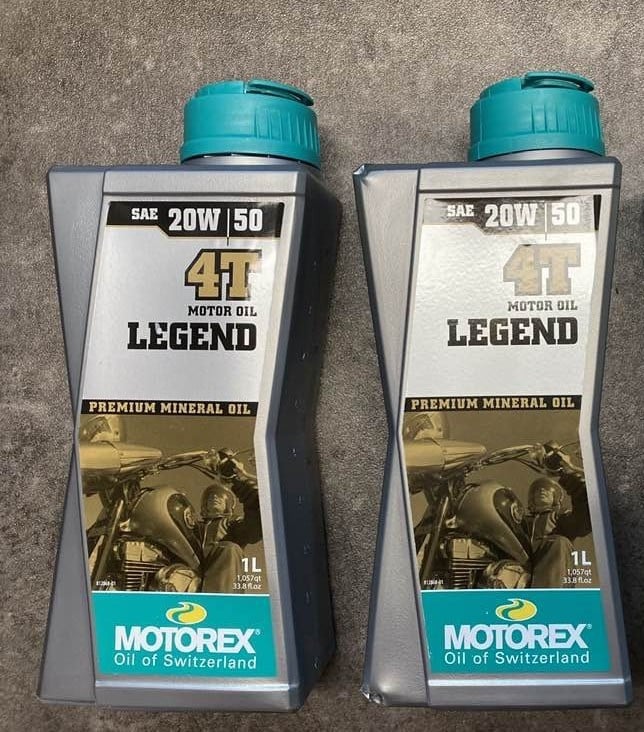 SAE 20W|50
4T
MOTOR OIL
LEGEND
PREMIUM MINERAL OIL
1L
1,057qt
33.8 fl.oz
MOTOREX®
Oil of Switzerland
SAE 20W|50
4T
MOTOR OIL
LEGEND
PREMIUM MINERAL OIL
1L
1,057qt
33.8 fl.oz
MOTOREX®
Oil of Switzerland